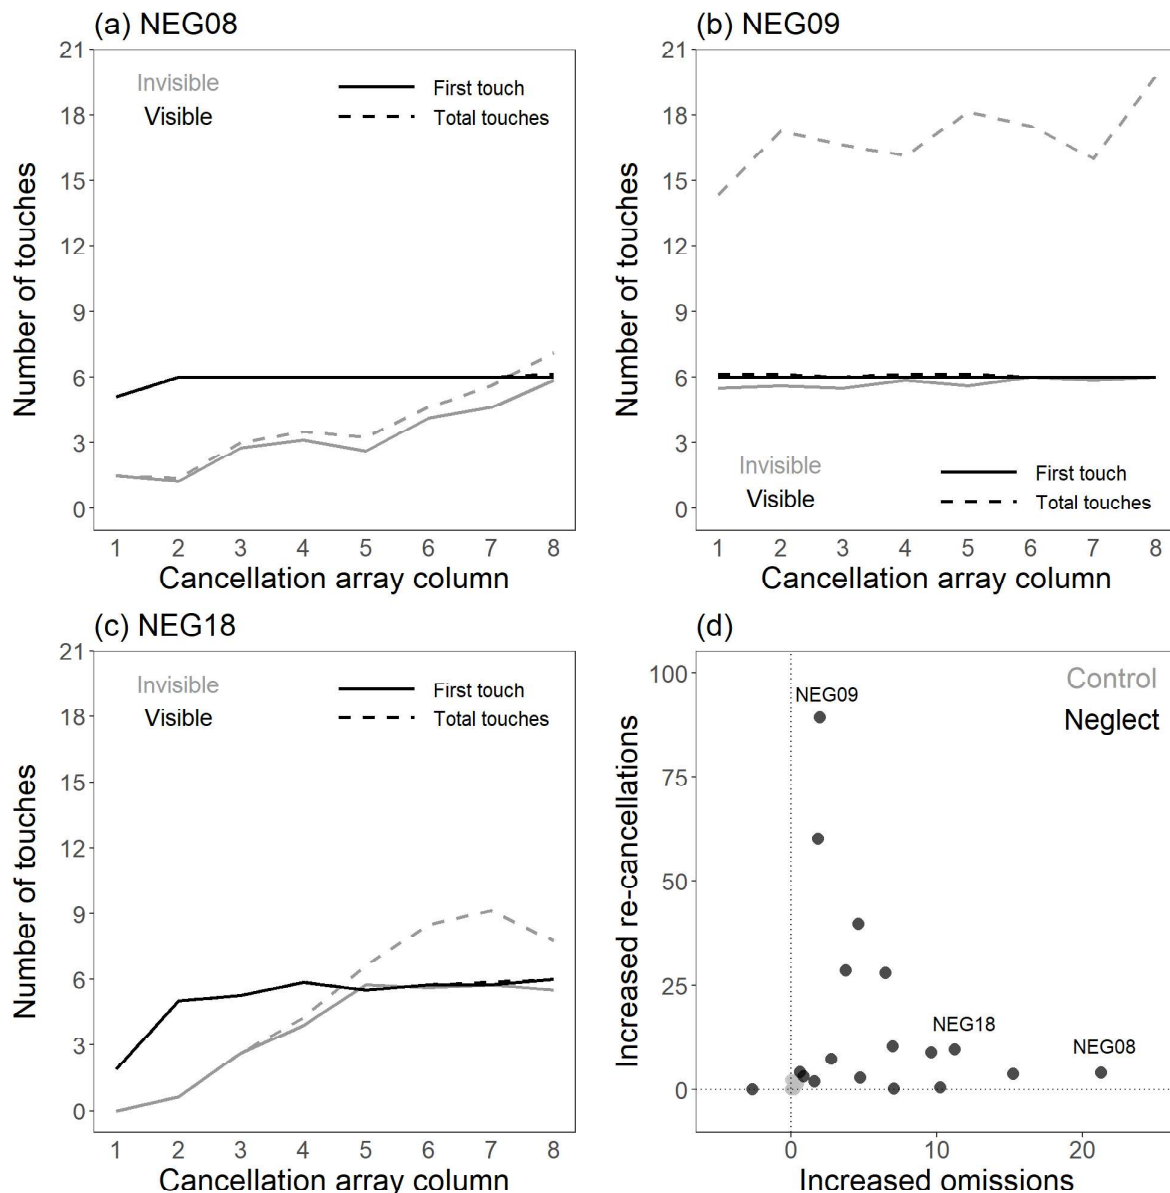 (a) NEG08
21
18
15
12
9
6
3
0
Number of touches
Invisible
Visible
First touch
Total touches
1 2 3 4 5 6 7 8
Cancellation array column
(b) NEG09
21
18
15
12
9
6
3
0
Number of touches
Invisible
Visible
First touch
Total touches
1 2 3 4 5 6 7 8
Cancellation array column
(c) NEG18
21
18
15
12
9
6
3
0
Number of touches
Invisible
Visible
First touch
Total touches
1 2 3 4 5 6 7 8
Cancellation array column
(d)
100
75
50
25
0
Increased re-cancellations
Control
Neglect
NEG09
NEG18
NEG08
0 10 20
Increased omissions